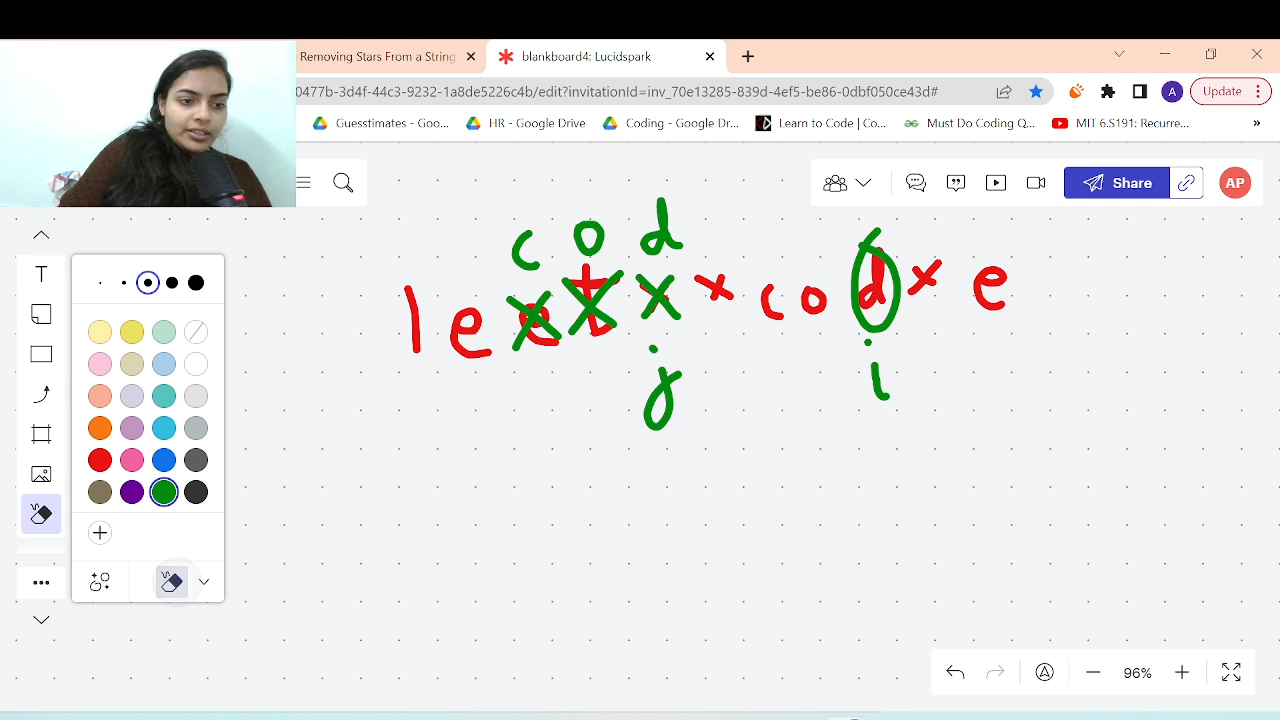 Removing Stars From a String
blankboard4: Lucidspark
0477b-3d4f-44c3-9232-1a8de5226c4b/edit?invitationId=inv_70e13285-839d-4ef5-be86-0dbf050ce43d#
A
Update
Guesstimates - Goo...
HR - Google Drive
Coding - Google Dr...
Learn to Code | Co...
Must Do Coding Q...
MIT 6.S191: Recurre...
»
Share
AP
T
c o d
l e e t x x c o d x e
j i
96%